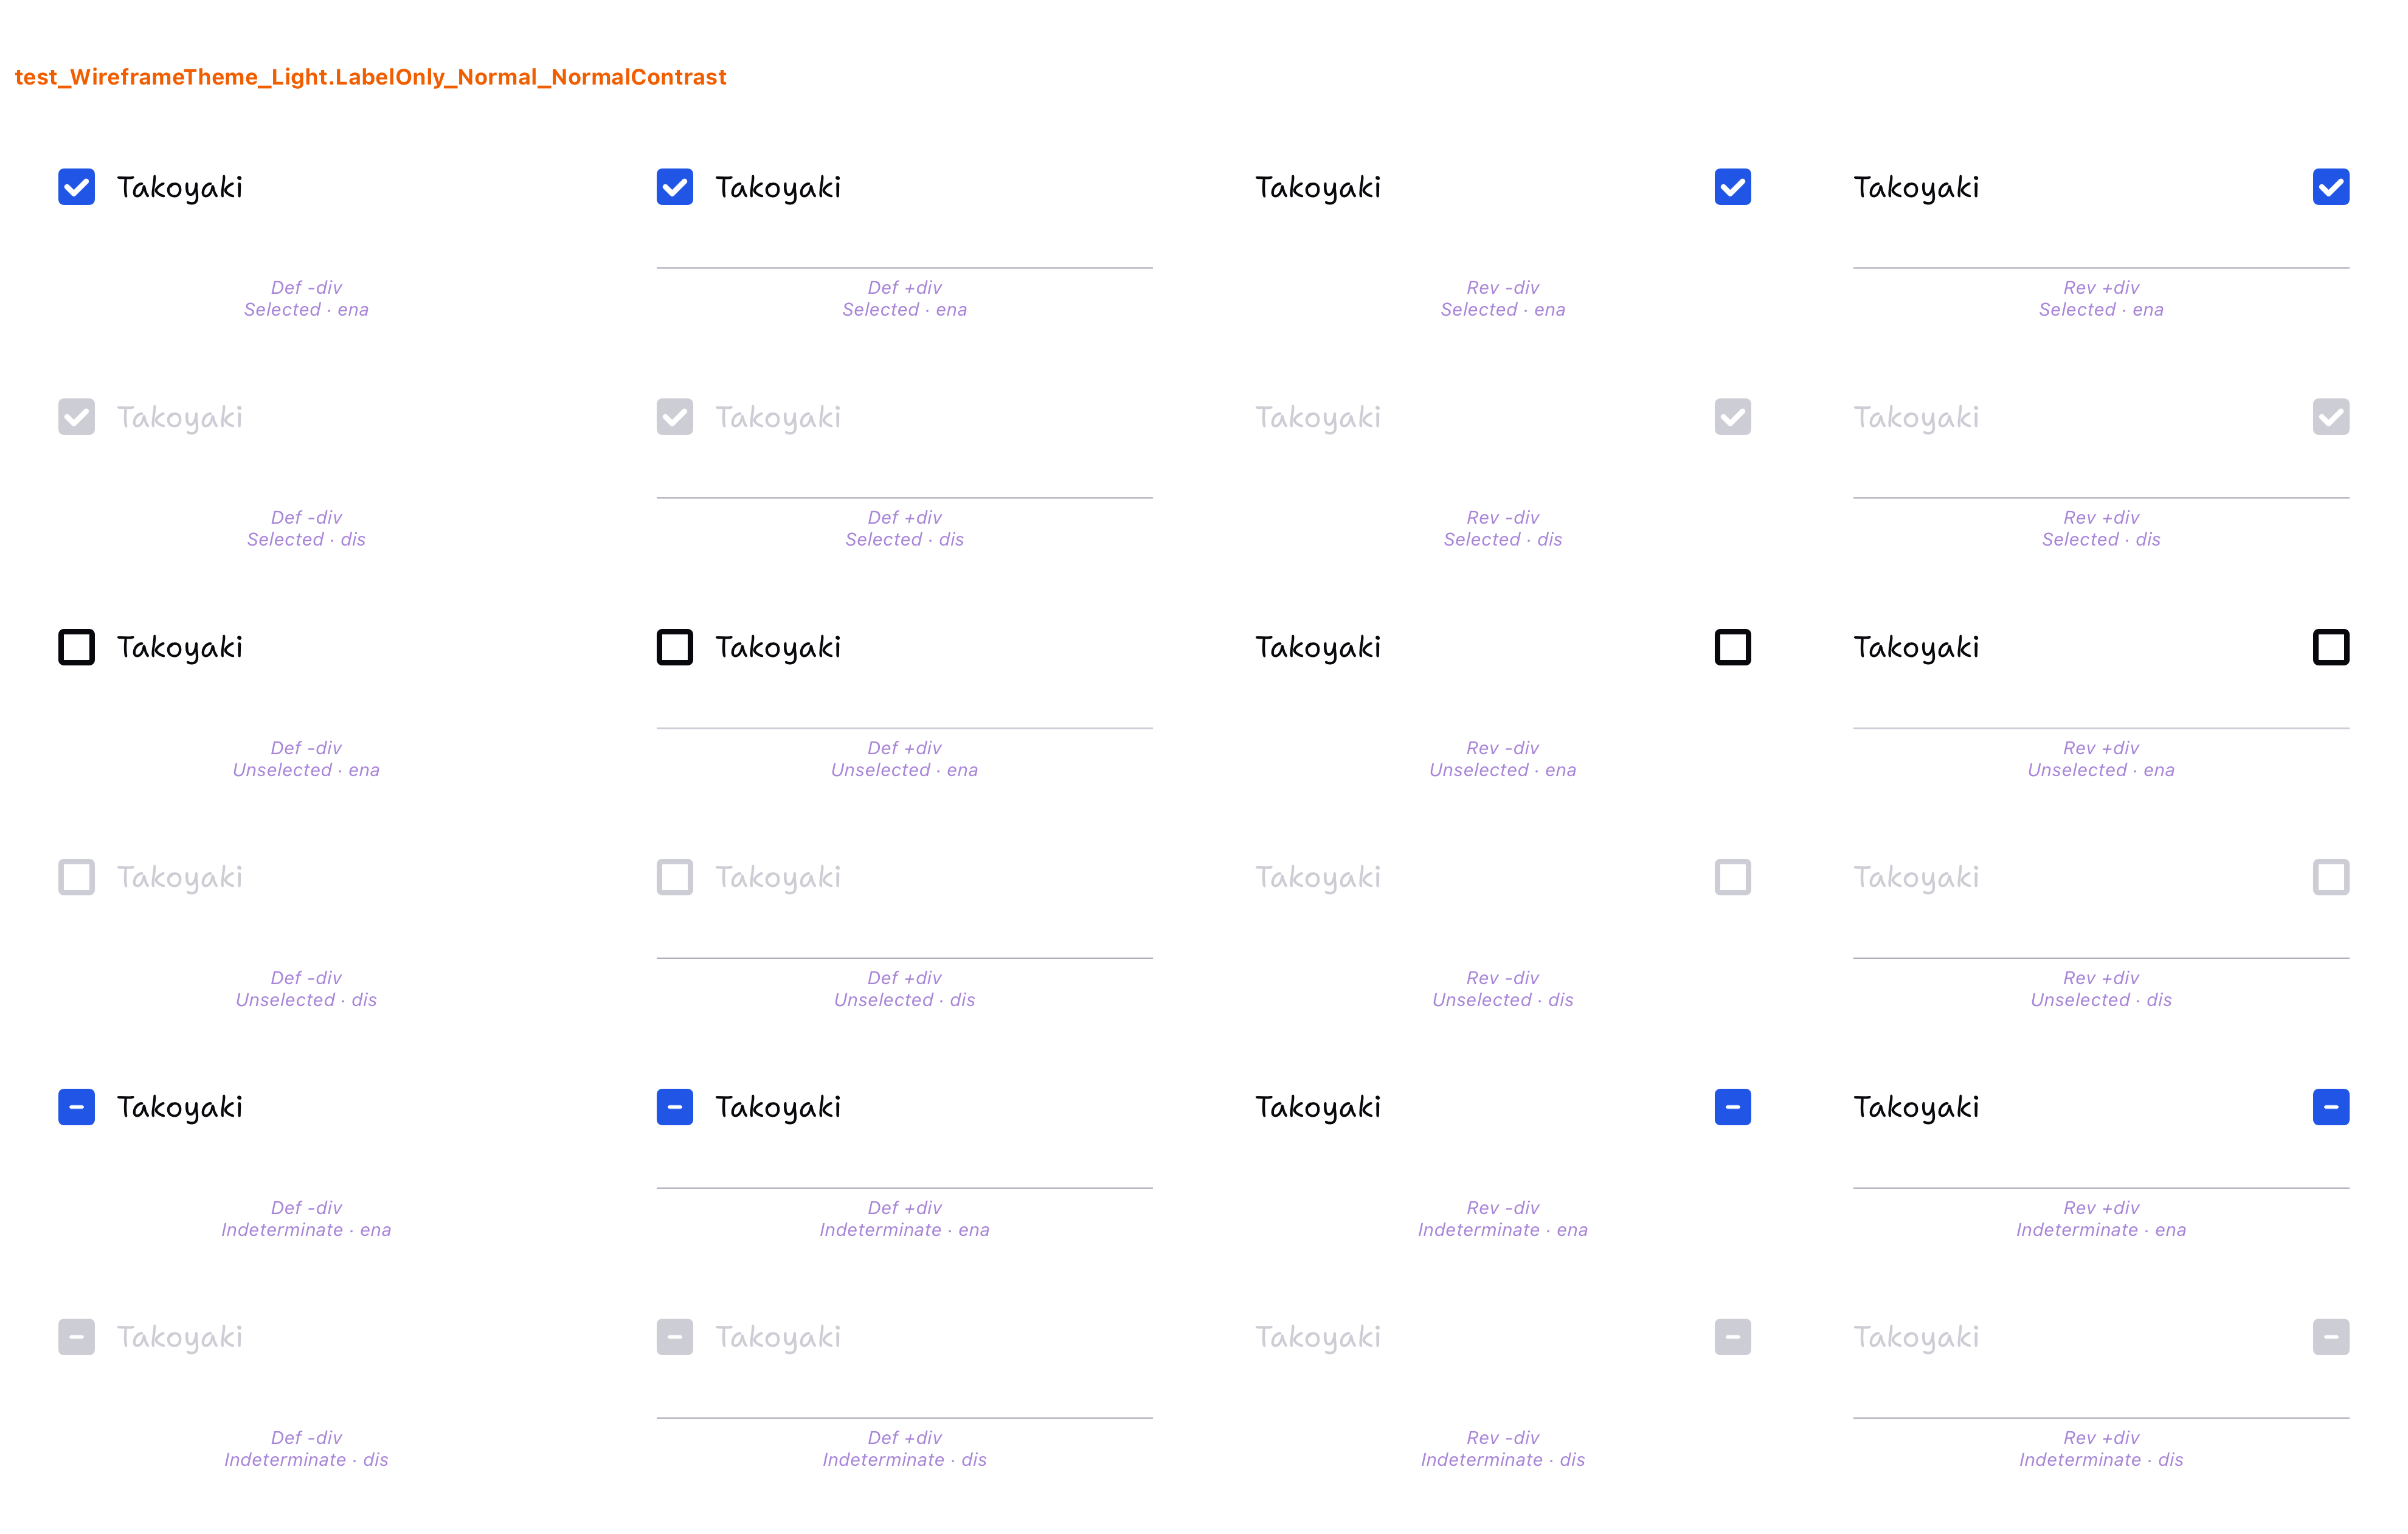 test_WireframeTheme_Light.LabelOnly_Normal_NormalContrast
Takoyaki
Takoyaki
Takoyaki
Takoyaki
Def -div
Selected · ena
Def +div
Selected · ena
Rev -div
Selected · ena
Rev +div
Selected · ena
Takoyaki
Takoyaki
Takoyaki
Takoyaki
Def -div
Selected · dis
Def +div
Selected · dis
Rev -div
Selected · dis
Rev +div
Selected · dis
Takoyaki
Takoyaki
Takoyaki
Takoyaki
Def -div
Unselected · ena
Def +div
Unselected · ena
Rev -div
Unselected · ena
Rev +div
Unselected · ena
Takoyaki
Takoyaki
Takoyaki
Takoyaki
Def -div
Unselected · dis
Def +div
Unselected · dis
Rev -div
Unselected · dis
Rev +div
Unselected · dis
Takoyaki
Takoyaki
Takoyaki
Takoyaki
Def -div
Indeterminate · ena
Def +div
Indeterminate · ena
Rev -div
Indeterminate · ena
Rev +div
Indeterminate · ena
Takoyaki
Takoyaki
Takoyaki
Takoyaki
Def -div
Indeterminate · dis
Def +div
Indeterminate · dis
Rev -div
Indeterminate · dis
Rev +div
Indeterminate · dis